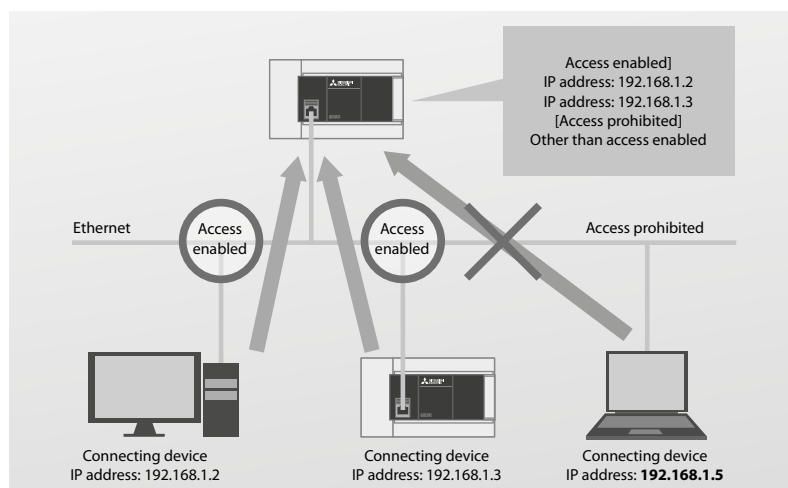 Access enabled]
IP address: 192.168.1.2
IP address: 192.168.1.3
[Access prohibited]
Other than access enabled
Ethernet
Access
enabled
Access
enabled
Access prohibited
Connecting device
IP address: 192.168.1.2
Connecting device
IP address: 192.168.1.3
Connecting device
IP address: 192.168.1.5